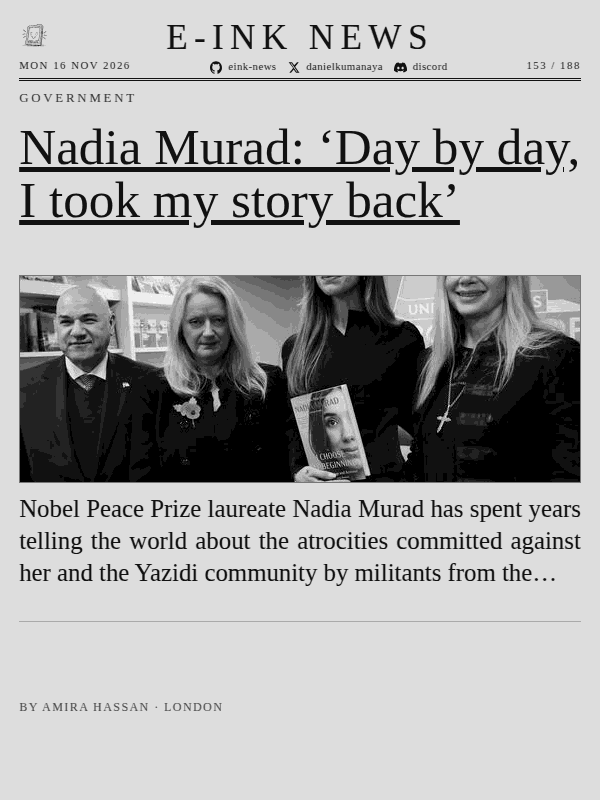 E-INK NEWS
MON 16 NOV 2026
eink-news danielkumanaya discord
153 / 188
GOVERNMENT
Nadia Murad: ‘Day by day,
I took my story back’
UNI
S
NADIA MURAD
I CHOOSE
BEGINNING
Nobel Peace Prize laureate Nadia Murad has spent years
telling the world about the atrocities committed against
her and the Yazidi community by militants from the…
BY AMIRA HASSAN · LONDON